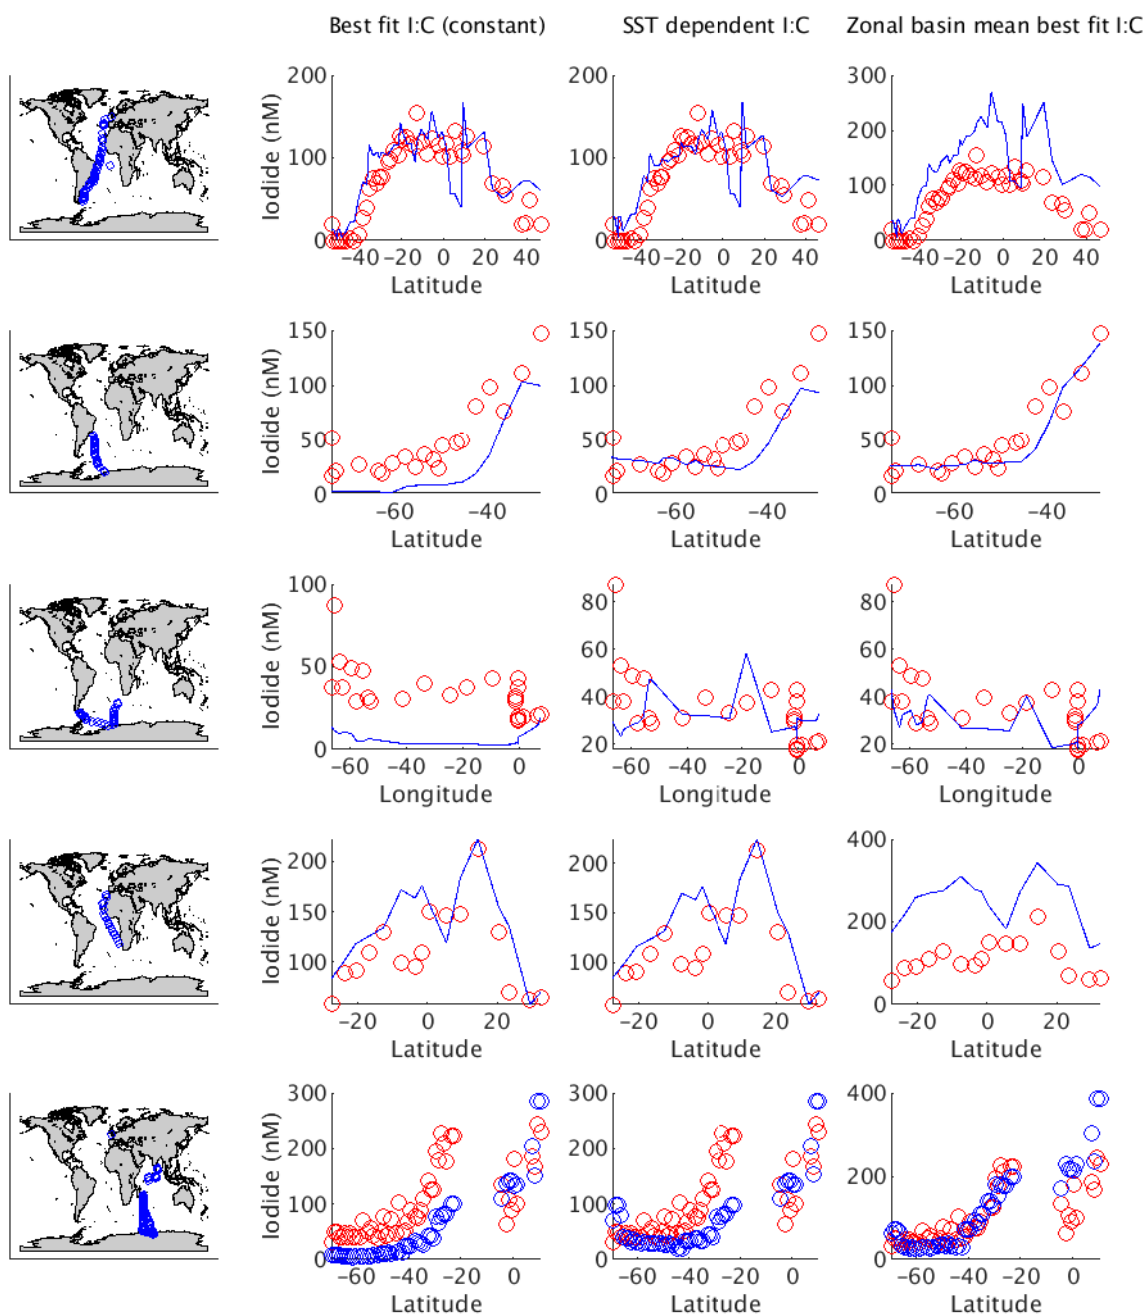 Best fit I:C (constant) SST dependent I:C Zonal basin mean best fit I:C
200 200 300
Iodide (nM)
200
100 100 100
0 0 0
−40 −20 0 20 40 −40 −20 0 20 40 −40 −20 0 20 40
Latitude Latitude Latitude
150 150 150
Iodide (nM)
100 100 100
50 50 50
0 0 0
−60 −40 −60 −40 −60 −40
Latitude Latitude Latitude
100 80 80
Iodide (nM)
50 60 60
40 40
0 20 20
−60 −40 −20 0 −60 −40 −20 0 −60 −40 −20 0
Longitude Longitude Longitude
200 200 400
Iodide (nM)
150 150 200
100 100 0
−20 0 20 −20 0 20 −20 0 20
Latitude Latitude Latitude
300 300 400
Iodide (nM)
200 200 200
100 100
0 0 0
−60 −40 −20 0 −60 −40 −20 0 −60 −40 −20 0
Latitude Latitude Latitude